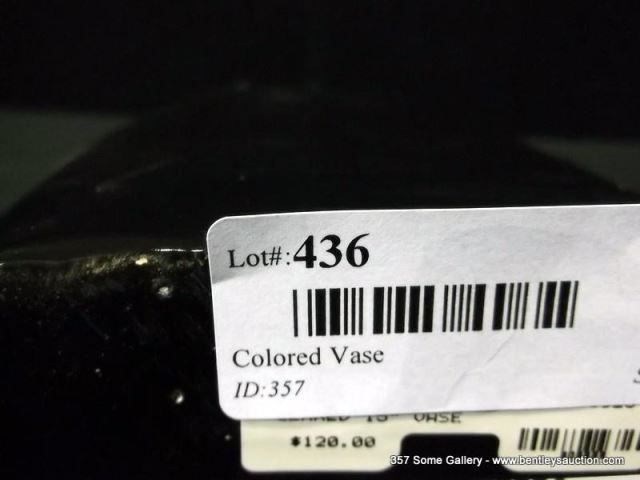 Lot#:436
Colored Vase
ID:357
VASE
*120.00
357 Some Gallery - www.bentleysauction.com